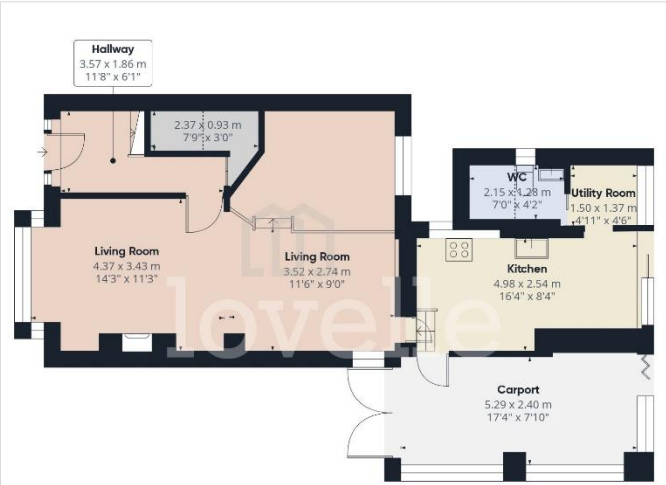 Hallway
3.57 x 1.86 m
11'8" x 6'1"
2.37 x 0.93 m
7'9" x 3'0"
WC
2.15 x 1.28 m
7'0" x 4'2"
Utility Room
1.50 x 1.37 m
4'11" x 4'6"
Living Room
4.37 x 3.43 m
14'3" x 11'3"
Living Room
3.52 x 2.74 m
11'6" x 9'0"
Kitchen
4.98 x 2.54 m
16'4" x 8'4"
lovelle
Carport
5.29 x 2.40 m
17'4" x 7'10"